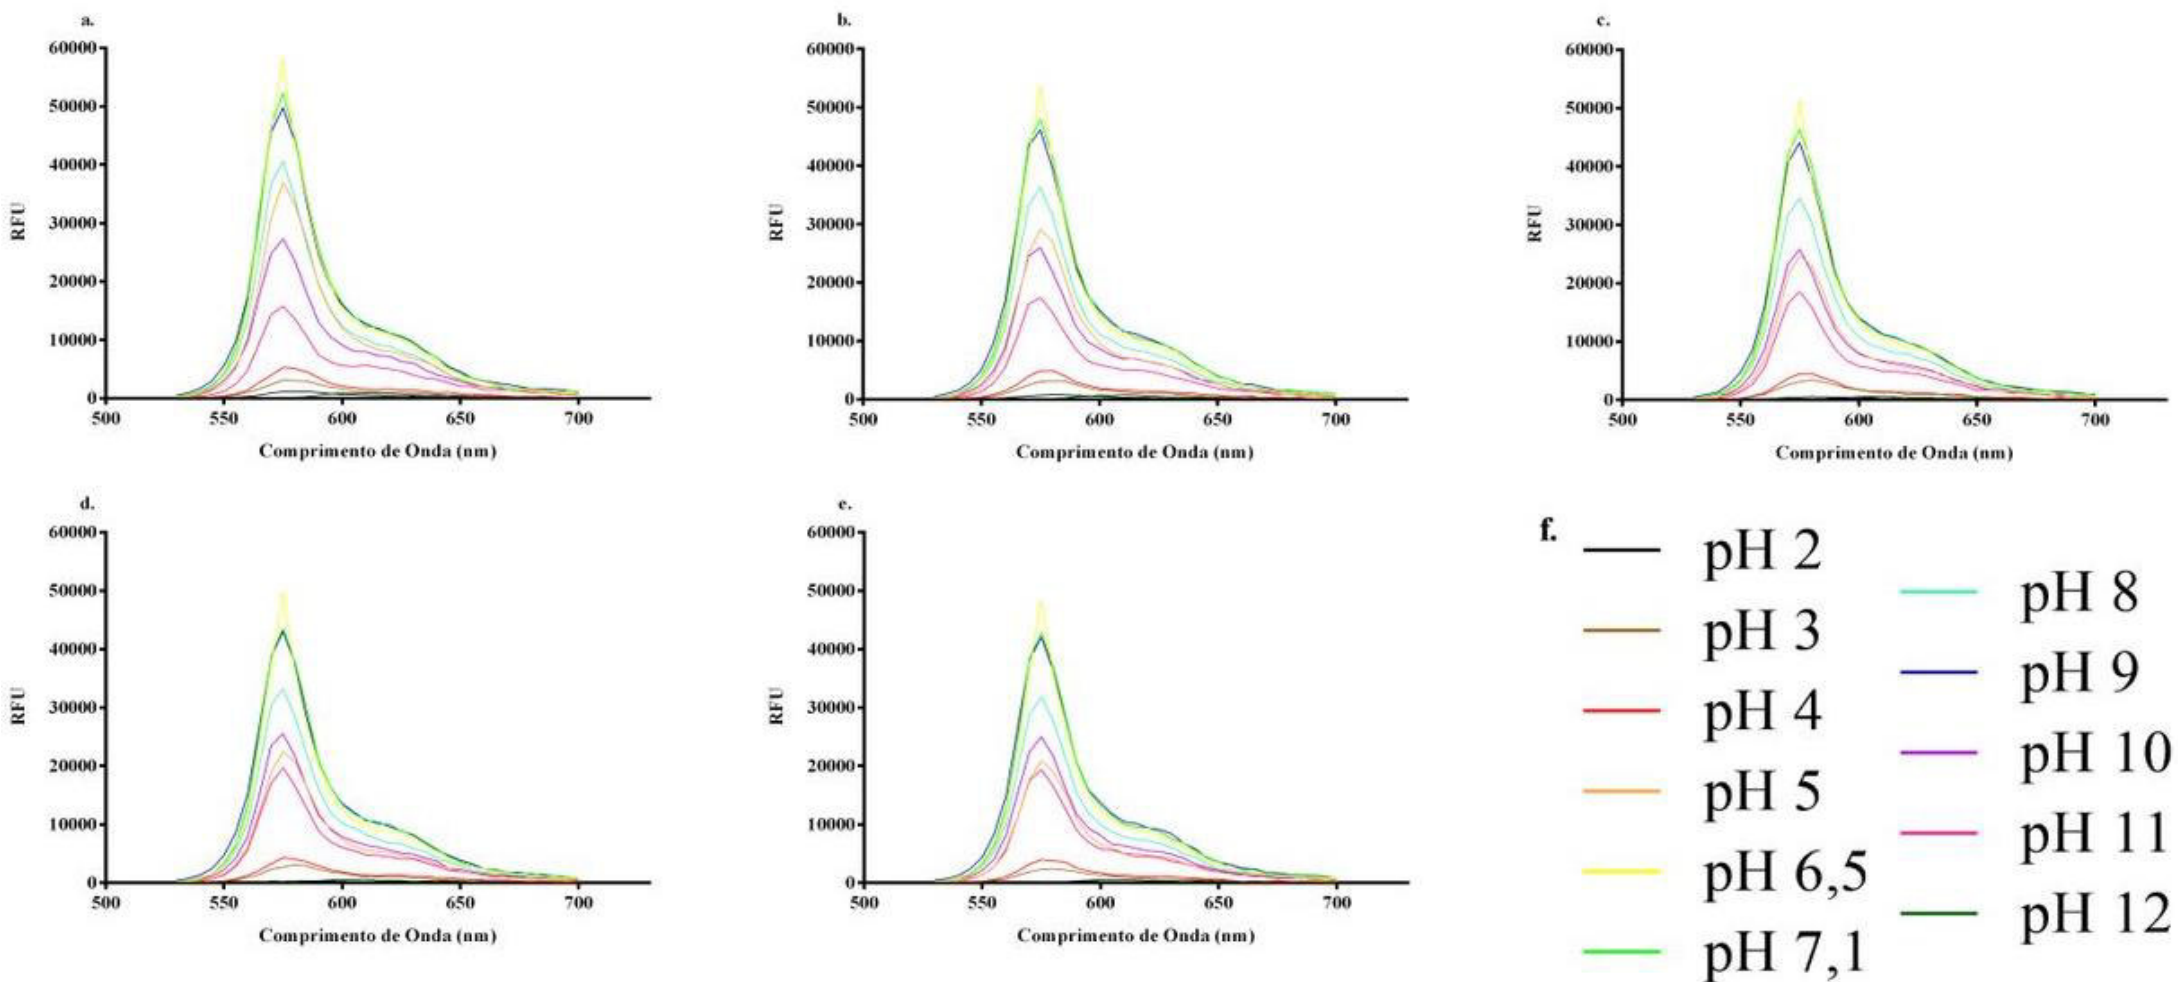 a.
60000
50000
40000
30000
20000
10000
0
RFU
500 550 600 650 700
Comprimento de Onda (nm)
b.
60000
50000
40000
30000
20000
10000
0
RFU
500 550 600 650 700
Comprimento de Onda (nm)
c.
60000
50000
40000
30000
20000
10000
0
RFU
500 550 600 650 700
Comprimento de Onda (nm)
d.
60000
50000
40000
30000
20000
10000
0
RFU
500 550 600 650 700
Comprimento de Onda (nm)
e.
60000
50000
40000
30000
20000
10000
0
RFU
500 550 600 650 700
Comprimento de Onda (nm)
f.
pH 2
pH 3
pH 4
pH 5
pH 6,5
pH 7,1
pH 8
pH 9
pH 10
pH 11
pH 12